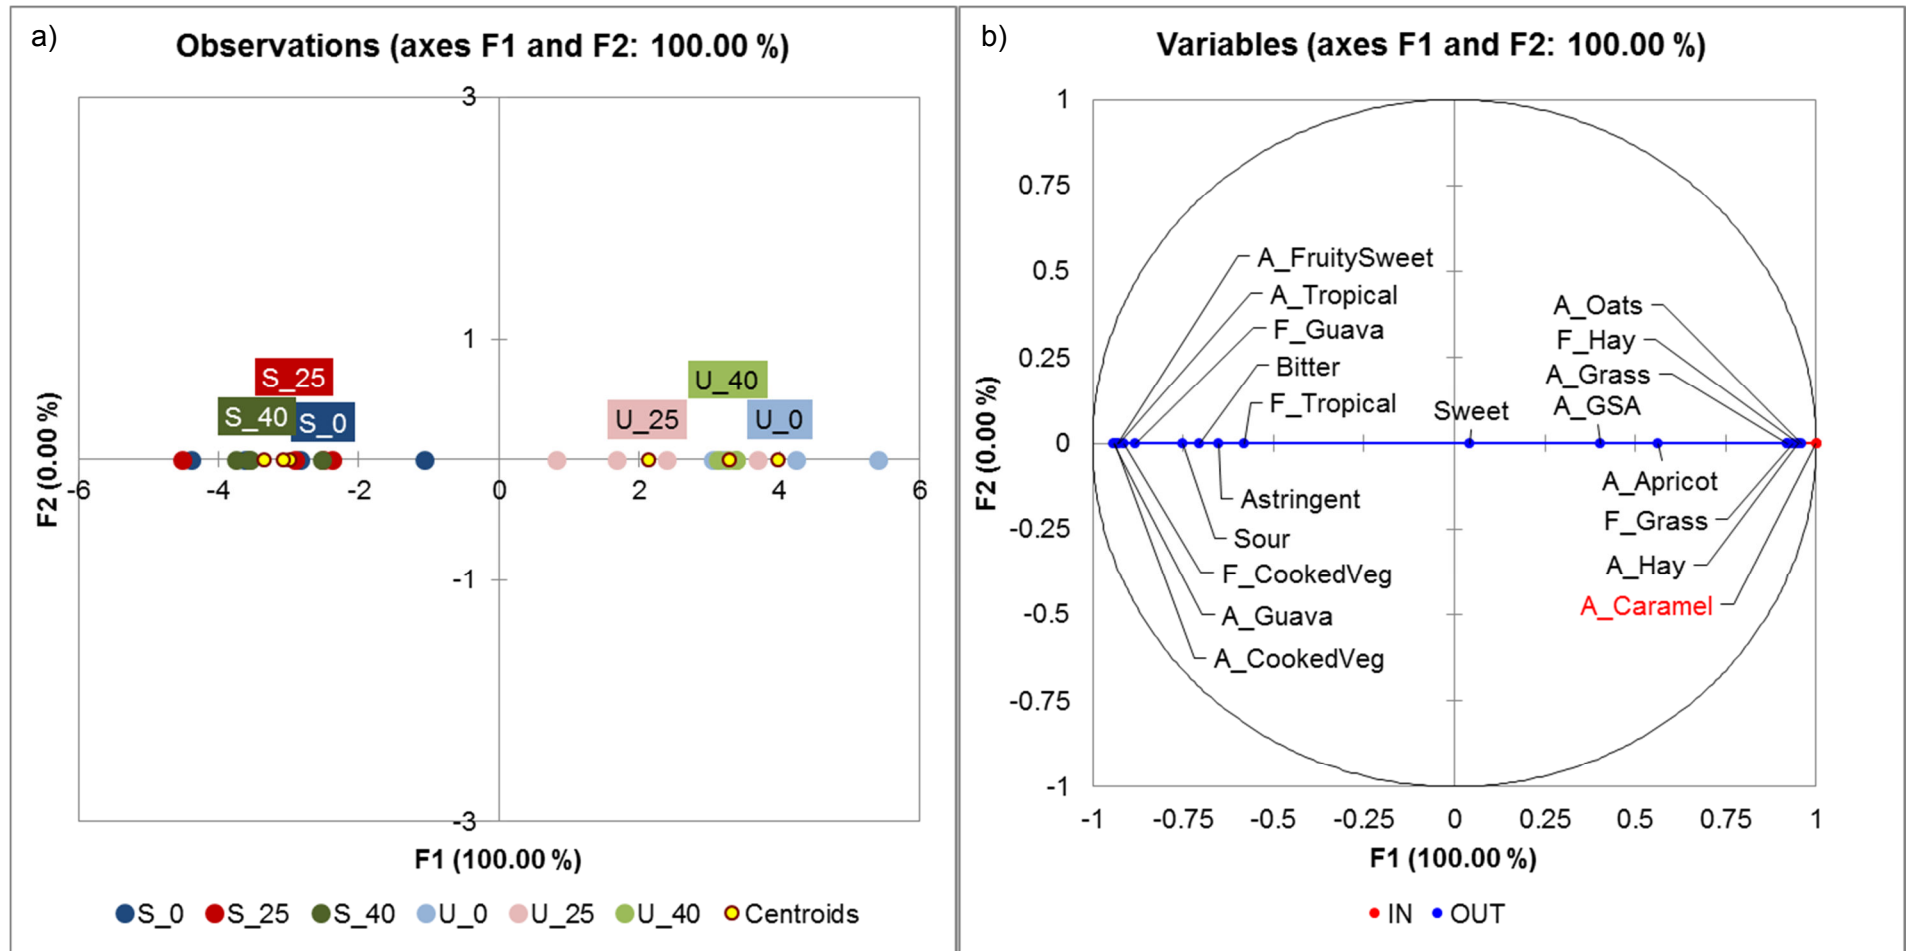 a)
Observations (axes F1 and F2: 100.00 %)
3
1
-1
-3
S_25
S_40
S_0
U_40
U_25
U_0
-6
-4
-2
0
2
4
6
F2 (0.00 %)
F1 (100.00 %)
S_0
S_25
S_40
U_0
U_25
U_40
Centroids
b)
Variables (axes F1 and F2: 100.00 %)
1
0.75
0.5
0.25
0
-0.25
-0.5
-0.75
-1
A_FruitySweet
A_Tropical
F_Guava
Bitter
F_Tropical
Sweet
A_Oats
F_Hay
A_Grass
A_GSA
Astringent
Sour
F_CookedVeg
A_Guava
A_CookedVeg
A_Apricot
F_Grass
A_Hay
A_Caramel
F2 (0.00 %)
-1
-0.75
-0.5
-0.25
0
0.25
0.5
0.75
1
F1 (100.00 %)
IN
OUT